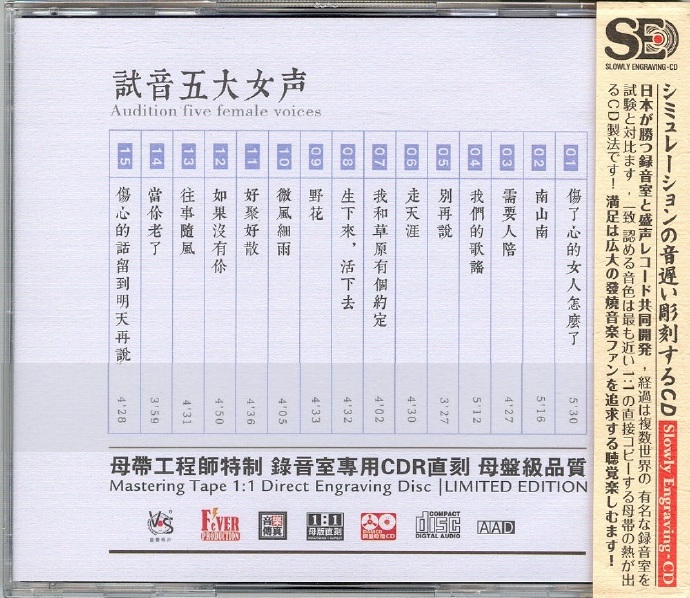 試音五大女声
Audition five female voices
01 傷了心的女人怎麼了 5'30
02 南山南 5'16
03 需要人陪 4'27
04 我們的歌謠 5'12
05 別再說 3'27
06 走天涯 4'30
07 我和草原有個約定 4'02
08 生下來，活下去 4'32
09 野花 4'33
10 微風細雨 4'05
11 好聚好散 4'36
12 如果沒有你 4'50
13 往事隨風 4'31
14 當你老了 3'59
15 傷心的話留到明天再說 4'28
母帶工程師特制 錄音室專用CDR直刻 母盤級品質
Mastering Tape 1:1 Direct Engraving Disc |LIMITED EDITION
FEVER
PRODUCTION
1:1
母版直刻
COMPACT
disc
DIGITAL AUDIO
AAD
SED
SLOWLY ENGRAVING-CD
シミュレーションの音遅い彫刻するCD Slowly Engraving-CD
日本が勝つ録音室と盛声レコード共同開発，経過は複数世界の有名な録音室を
試験と対比ます，一致 認める音色は最も近い1:1の直接コピーする母帯の熱が出
るCD製法です！満足は広大の發燒音楽ファンを追求する聴覚楽しむます！